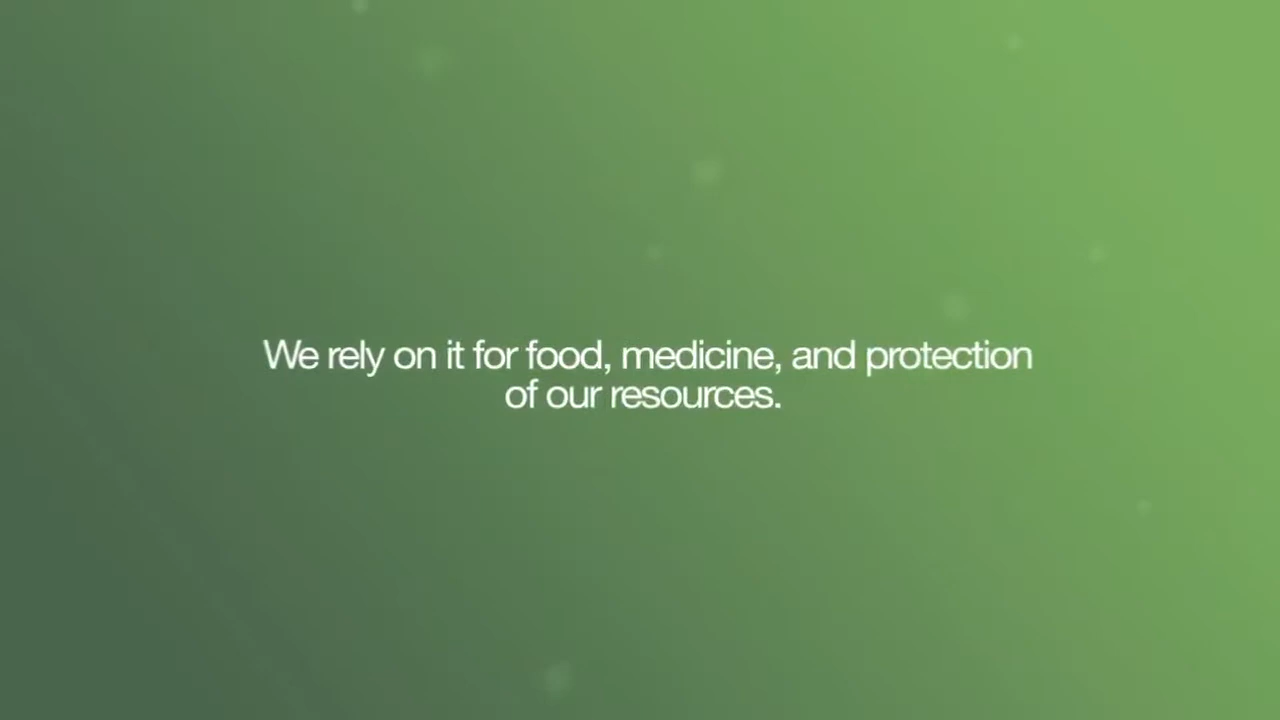 We rely on it for food, medicine, and protection
of our resources.